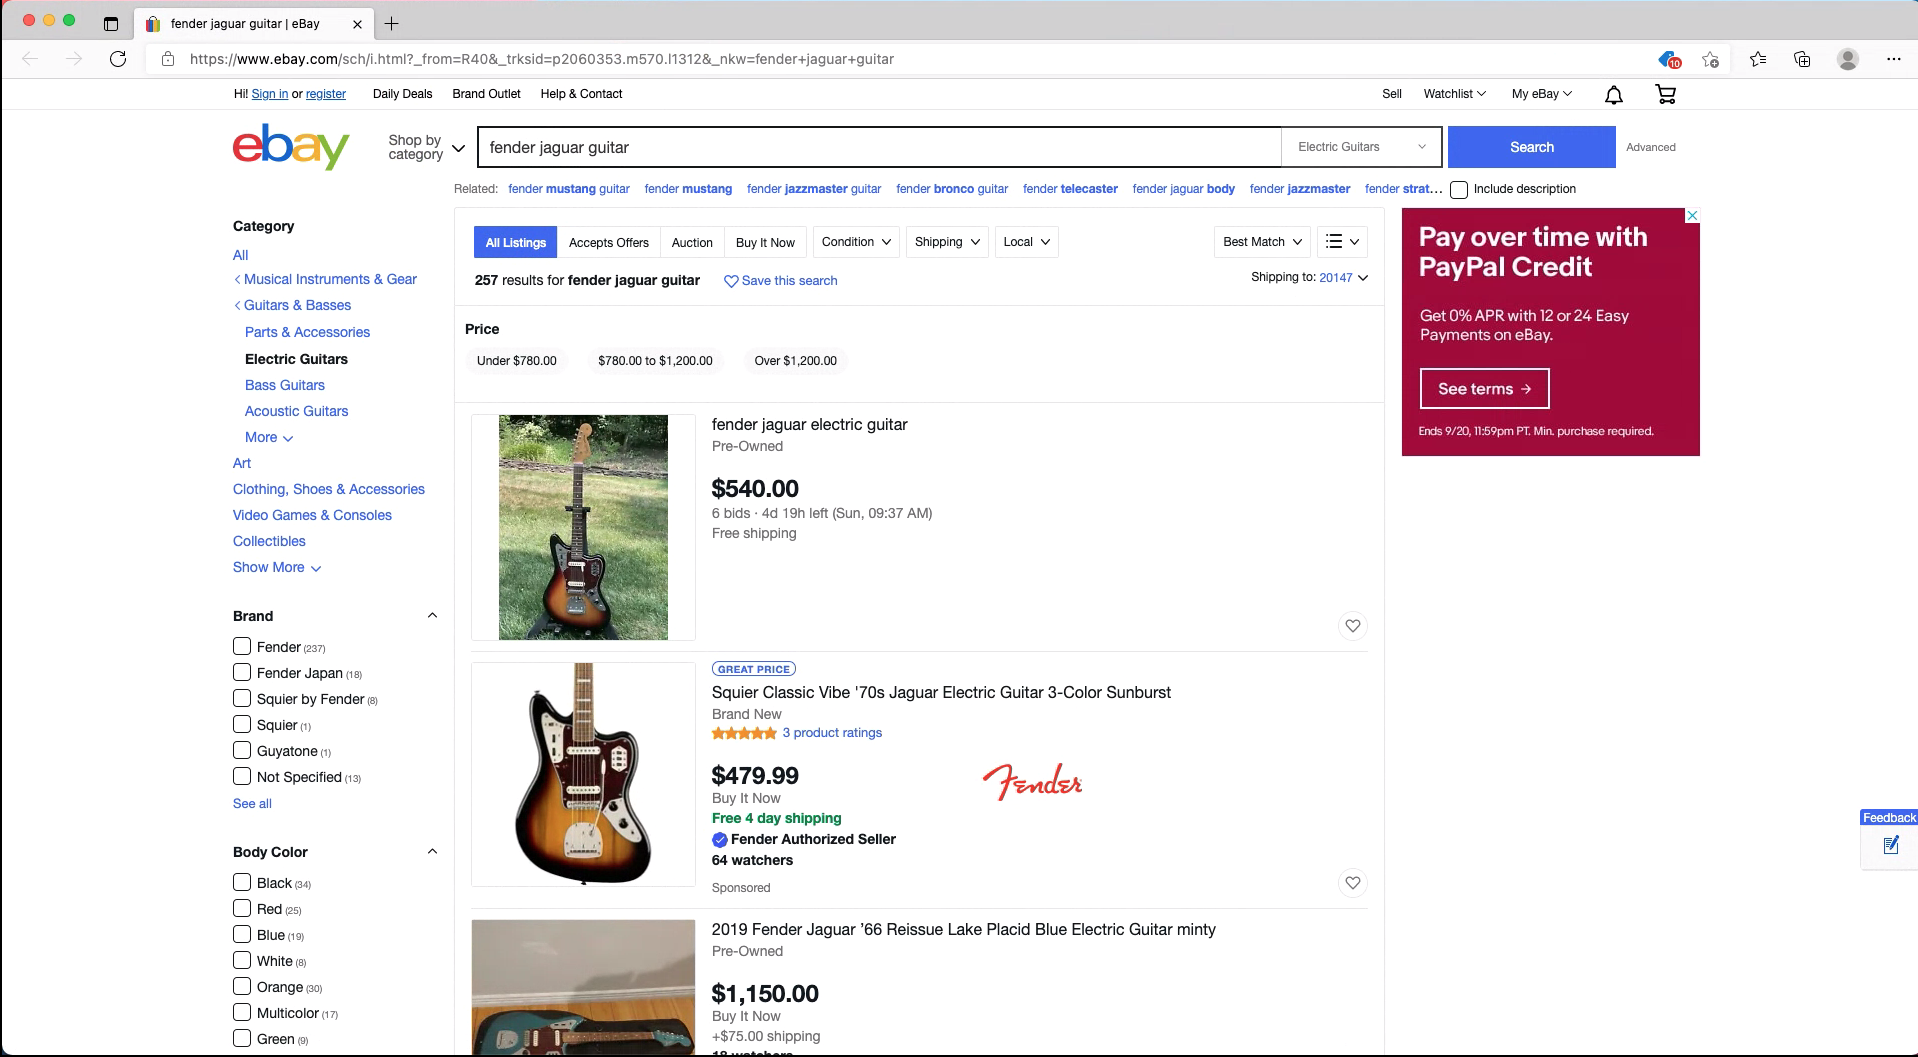 fender jaguar guitar | eBay
https://www.ebay.com/sch/i.html?_from=R40&_trksid=p2060353.m570.l1312&_nkw=fender+jaguar+guitar
10
Hi! Sign in or register Daily Deals Brand Outlet Help & Contact
Sell Watchlist My eBay
ebay
Shop by
category
fender jaguar guitar
Electric Guitars
Search
Advanced
Related: fender mustang guitar fender mustang fender jazzmaster guitar fender bronco guitar fender telecaster fender jaguar body fender jazzmaster fender strat...
Include description
Category
All
Musical Instruments & Gear
Guitars & Basses
Parts & Accessories
Electric Guitars
Bass Guitars
Acoustic Guitars
More
Art
Clothing, Shoes & Accessories
Video Games & Consoles
Collectibles
Show More
Brand
Fender (237)
Fender Japan (18)
Squier by Fender (8)
Squier (1)
Guyatone (1)
Not Specified (13)
See all
Body Color
Black (34)
Red (25)
Blue (19)
White (8)
Orange (30)
Multicolor (17)
Green (9)
All Listings Accepts Offers Auction Buy It Now Condition Shipping Local
Best Match
257 results for fender jaguar guitar
Save this search
Shipping to: 20147
Price
Under $780.00 $780.00 to $1,200.00 Over $1,200.00
fender jaguar electric guitar
Pre-Owned
$540.00
6 bids · 4d 19h left (Sun, 09:37 AM)
Free shipping
GREAT PRICE
Squier Classic Vibe '70s Jaguar Electric Guitar 3-Color Sunburst
Brand New
3 product ratings
$479.99
Buy It Now
Free 4 day shipping
Fender Authorized Seller
64 watchers
Sponsored
Fender
2019 Fender Jaguar ’66 Reissue Lake Placid Blue Electric Guitar minty
Pre-Owned
$1,150.00
Buy It Now
+$75.00 shipping
18 watchers
Pay over time with
PayPal Credit
Get 0% APR with 12 or 24 Easy
Payments on eBay.
See terms →
Ends 9/20, 11:59pm PT. Min. purchase required.
Feedback